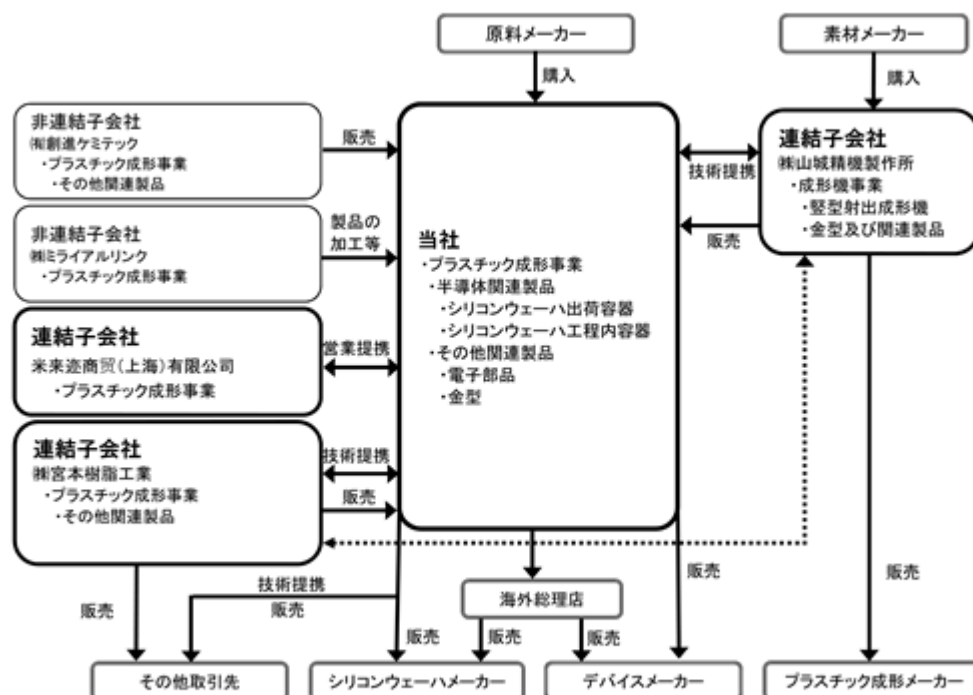 原料メーカー
素材メーカー
購入
購入
非連結子会社
㈲創進ケミテック
・プラスチック成形事業
・その他関連製品
販売
非連結子会社
㈱ミライアルリンク
・プラスチック成形事業
製品の
加工等
連結子会社
米来迩商贸(上海)有限公司
・プラスチック成形事業
営業提携
連結子会社
㈱宮本樹脂工業
・プラスチック成形事業
・その他関連製品
技術提携
販売
当社
・プラスチック成形事業
・半導体関連製品
・シリコンウェーハ出荷容器
・シリコンウェーハ工程内容器
・その他関連製品
・電子部品
・金型
技術提携
販売
連結子会社
㈱山城精機製作所
・成形機事業
・竪型射出成形機
・金型及び関連製品
技術提携
販売
販売
海外総理店
販売
販売
販売
販売
販売
その他取引先
シリコンウェーハメーカー
デバイスメーカー
プラスチック成形メーカー